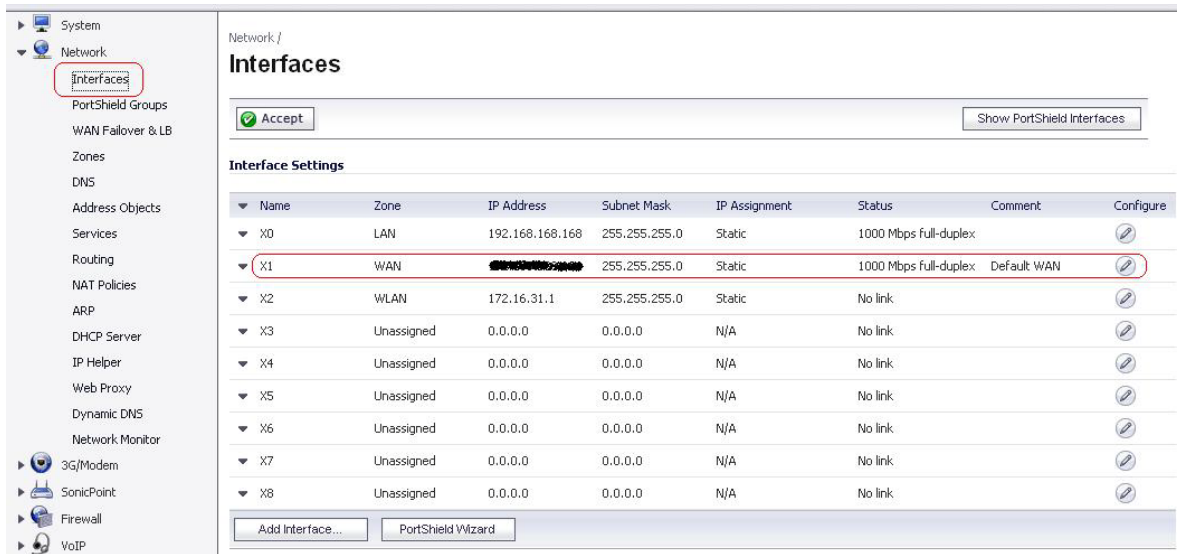 System
Network
Interfaces
PortShield Groups
WAN Failover & LB
Zones
DNS
Address Objects
Services
Routing
NAT Policies
ARP
DHCP Server
IP Helper
Web Proxy
Dynamic DNS
Network Monitor
3G/Modem
SonicPoint
Firewall
VoIP
Network /
Interfaces
Accept
Show PortShield Interfaces
Interface Settings
Name Zone IP Address Subnet Mask IP Assignment Status Comment Configure
X0 LAN 192.168.168.168 255.255.255.0 Static 1000 Mbps full-duplex
X1 WAN 255.255.255.0 Static 1000 Mbps full-duplex Default WAN
X2 WLAN 172.16.31.1 255.255.255.0 Static No link
X3 Unassigned 0.0.0.0 0.0.0.0 N/A No link
X4 Unassigned 0.0.0.0 0.0.0.0 N/A No link
X5 Unassigned 0.0.0.0 0.0.0.0 N/A No link
X6 Unassigned 0.0.0.0 0.0.0.0 N/A No link
X7 Unassigned 0.0.0.0 0.0.0.0 N/A No link
X8 Unassigned 0.0.0.0 0.0.0.0 N/A No link
Add Interface... PortShield Wizard